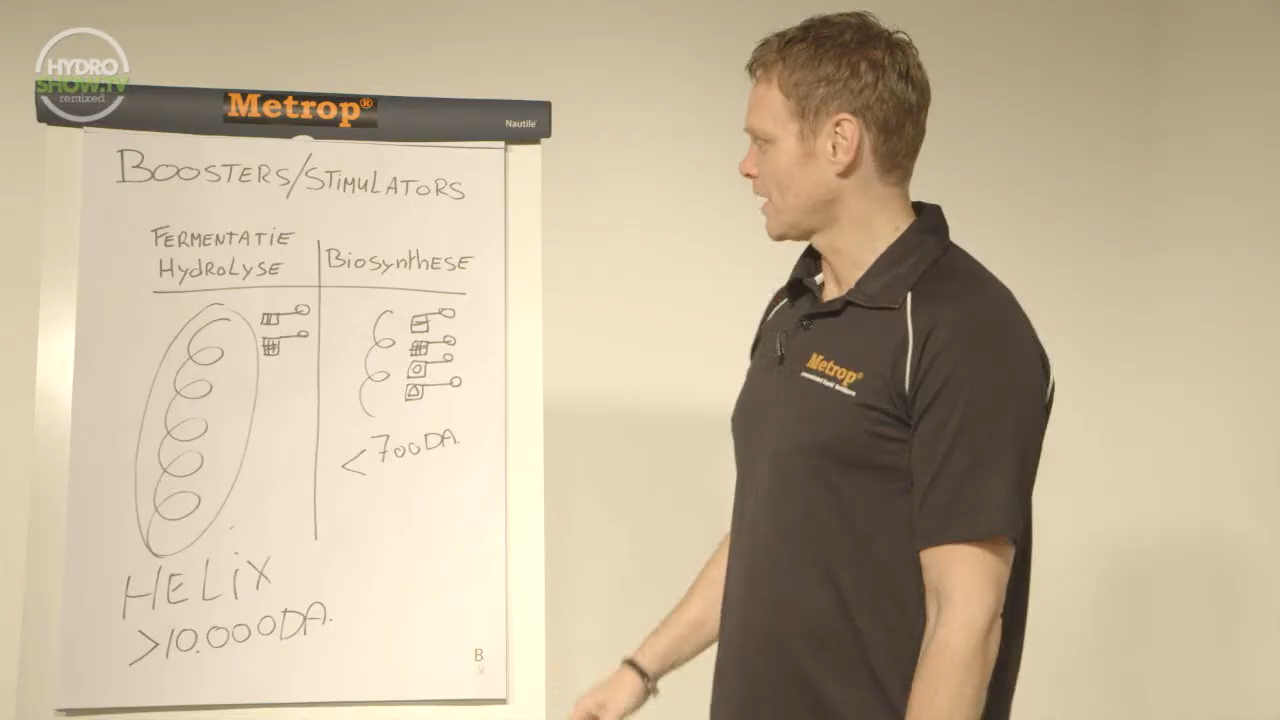 HYDRO
SHOW.TV
remixed
Metrop®
Nautile
BOOSTERS/STIMULATORS
FERMENTATIE
HYDROLYSE
BIOSYNTHESE
<700DA.
HELIX
>10.000DA.
B
Metrop®